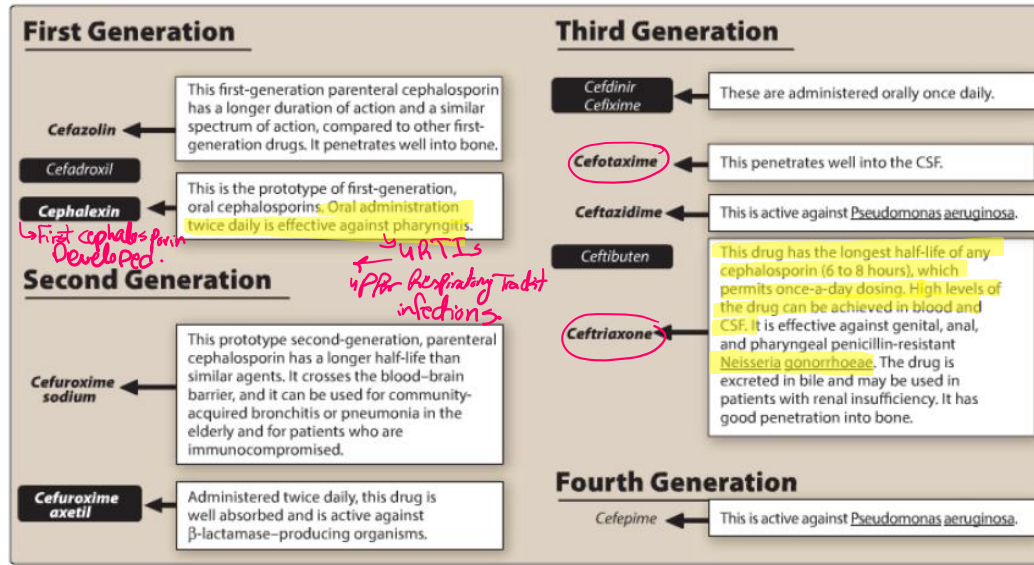 First Generation
Cefazolin
This first-generation parenteral cephalosporin
has a longer duration of action and a similar
spectrum of action, compared to other first-
generation drugs. It penetrates well into bone.
Cefadroxil
Cephalexin
This is the prototype of first-generation,
oral cephalosporins. Oral administration
twice daily is effective against pharyngitis.
↳First cephalosporin
Developed.
URTIs
upper Respiratory Tract
infections.
Second Generation
Cefuroxime
sodium
This prototype second-generation, parenteral
cephalosporin has a longer half-life than
similar agents. It crosses the blood–brain
barrier, and it can be used for community-
acquired bronchitis or pneumonia in the
elderly and for patients who are
immunocompromised.
Cefuroxime
axetil
Administered twice daily, this drug is
well absorbed and is active against
β-lactamase–producing organisms.
Third Generation
Cefdinir
Cefixime
These are administered orally once daily.
Cefotaxime
This penetrates well into the CSF.
Ceftazidime
This is active against Pseudomonas aeruginosa.
Ceftibuten
Ceftriaxone
This drug has the longest half-life of any
cephalosporin (6 to 8 hours), which
permits once-a-day dosing. High levels of
the drug can be achieved in blood and
CSF. It is effective against genital, anal,
and pharyngeal penicillin-resistant
Neisseria gonorrhoeae. The drug is
excreted in bile and may be used in
patients with renal insufficiency. It has
good penetration into bone.
Fourth Generation
Cefepime
This is active against Pseudomonas aeruginosa.